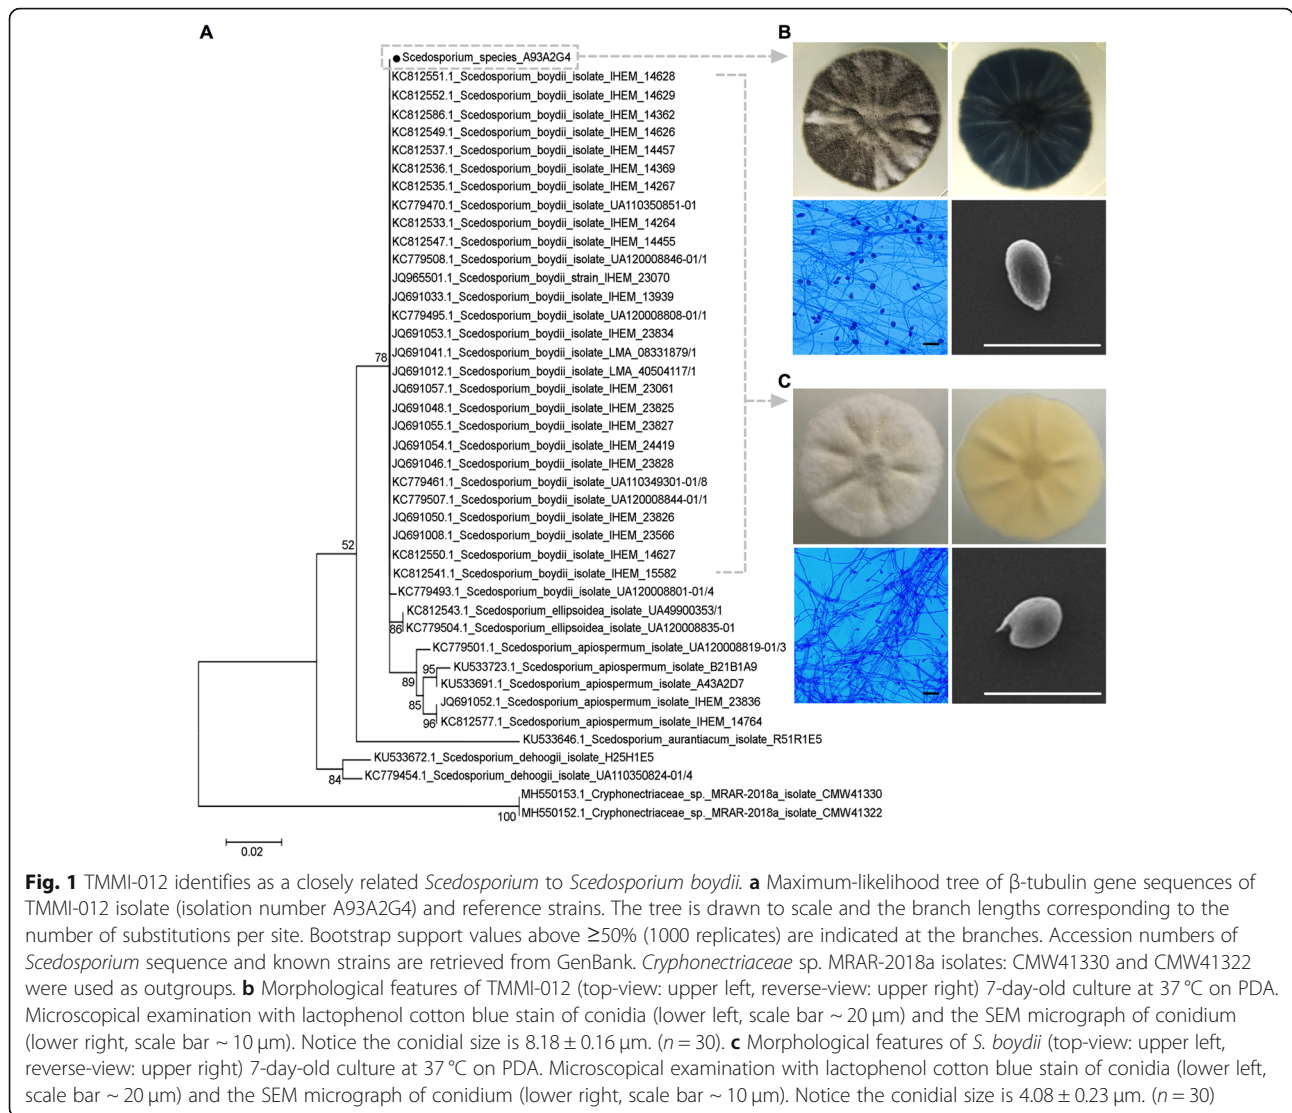 A
B
Scedosporium_species_A93A2G4
KC812551.1_Scedosporium_boydii_isolate_IHEM_14628
KC812552.1_Scedosporium_boydii_isolate_IHEM_14629
KC812586.1_Scedosporium_boydii_isolate_IHEM_14362
KC812549.1_Scedosporium_boydii_isolate_IHEM_14626
KC812537.1_Scedosporium_boydii_isolate_IHEM_14457
KC812536.1_Scedosporium_boydii_isolate_IHEM_14369
KC812535.1_Scedosporium_boydii_isolate_IHEM_14267
KC779470.1_Scedosporium_boydii_isolate_UA110350851-01
KC812533.1_Scedosporium_boydii_isolate_IHEM_14264
KC812547.1_Scedosporium_boydii_isolate_IHEM_14455
KC779508.1_Scedosporium_boydii_isolate_UA120008846-01/1
JQ965501.1_Scedosporium_boydii_strain_IHEM_23070
JQ691033.1_Scedosporium_boydii_isolate_IHEM_13939
KC779495.1_Scedosporium_boydii_isolate_UA120008808-01/1
JQ691053.1_Scedosporium_boydii_isolate_IHEM_23834
JQ691041.1_Scedosporium_boydii_isolate_LMA_08331879/1
78
JQ691012.1_Scedosporium_boydii_isolate_LMA_40504117/1
C
JQ691057.1_Scedosporium_boydii_isolate_IHEM_23061
JQ691048.1_Scedosporium_boydii_isolate_IHEM_23825
JQ691055.1_Scedosporium_boydii_isolate_IHEM_23827
JQ691054.1_Scedosporium_boydii_isolate_IHEM_24419
JQ691046.1_Scedosporium_boydii_isolate_IHEM_23828
KC779461.1_Scedosporium_boydii_isolate_UA110349301-01/8
KC779507.1_Scedosporium_boydii_isolate_UA120008844-01/1
JQ691050.1_Scedosporium_boydii_isolate_IHEM_23826
JQ691008.1_Scedosporium_boydii_isolate_IHEM_23566
52
KC812550.1_Scedosporium_boydii_isolate_IHEM_14627
KC812541.1_Scedosporium_boydii_isolate_IHEM_15582
KC779493.1_Scedosporium_boydii_isolate_UA120008801-01/4
KC812543.1_Scedosporium_ellipsoidea_isolate_UA49900353/1
86
KC779504.1_Scedosporium_ellipsoidea_isolate_UA120008835-01
KC779501.1_Scedosporium_apiospermum_isolate_UA120008819-01/3
95
KU533723.1_Scedosporium_apiospermum_isolate_B21B1A9
89
KU533691.1_Scedosporium_apiospermum_isolate_A43A2D7
85
JQ691052.1_Scedosporium_apiospermum_isolate_IHEM_23836
96
KC812577.1_Scedosporium_apiospermum_isolate_IHEM_14764
KU533646.1_Scedosporium_aurantiacum_isolate_R51R1E5
KU533672.1_Scedosporium_dehoogii_isolate_H25H1E5
84
KC779454.1_Scedosporium_dehoogii_isolate_UA110350824-01/4
MH550153.1_Cryphonectriaceae_sp._MRAR-2018a_isolate_CMW41330
100
MH550152.1_Cryphonectriaceae_sp._MRAR-2018a_isolate_CMW41322
0.02
Fig. 1 TMMI-012 identifies as a closely related Scedosporium to Scedosporium boydii. a Maximum-likelihood tree of β-tubulin gene sequences of
TMMI-012 isolate (isolation number A93A2G4) and reference strains. The tree is drawn to scale and the branch lengths corresponding to the
number of substitutions per site. Bootstrap support values above ≥50% (1000 replicates) are indicated at the branches. Accession numbers of
Scedosporium sequence and known strains are retrieved from GenBank. Cryphonectriaceae sp. MRAR-2018a isolates: CMW41330 and CMW41322
were used as outgroups. b Morphological features of TMMI-012 (top-view: upper left, reverse-view: upper right) 7-day-old culture at 37 °C on PDA.
Microscopical examination with lactophenol cotton blue stain of conidia (lower left, scale bar ~ 20 μm) and the SEM micrograph of conidium
(lower right, scale bar ~ 10 μm). Notice the conidial size is 8.18 ± 0.16 μm. (n = 30). c Morphological features of S. boydii (top-view: upper left,
reverse-view: upper right) 7-day-old culture at 37 °C on PDA. Microscopical examination with lactophenol cotton blue stain of conidia (lower left,
scale bar ~ 20 μm) and the SEM micrograph of conidium (lower right, scale bar ~ 10 μm). Notice the conidial size is 4.08 ± 0.23 μm. (n = 30)